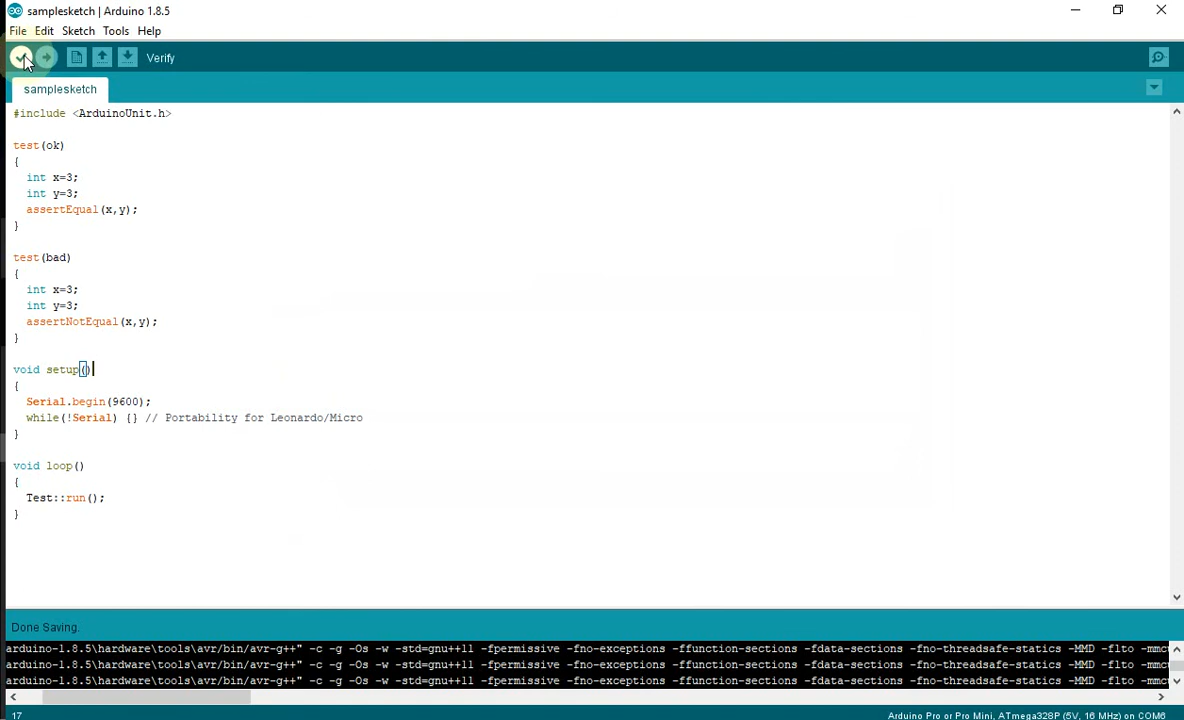 samplesketch | Arduino 1.8.5
File Edit Sketch Tools Help
Verify
samplesketch
#include <ArduinoUnit.h>
test(ok)
{
int x=3;
int y=3;
assertEqual(x,y);
}
test(bad)
{
int x=3;
int y=3;
assertNotEqual(x,y);
}
void setup()
{
Serial.begin(9600);
while(!Serial) {} // Portability for Leonardo/Micro
}
void loop()
{
Test::run();
}
Done Saving.
arduino-1.8.5\hardware\tools\avr/bin/avr-g++" -c -g -Os -w -std=gnu++11 -fpermissive -fno-exceptions -ffunction-sections -fdata-sections -fno-threadsafe-statics -MMD -flto -mmc
arduino-1.8.5\hardware\tools\avr/bin/avr-g++" -c -g -Os -w -std=gnu++11 -fpermissive -fno-exceptions -ffunction-sections -fdata-sections -fno-threadsafe-statics -MMD -flto -mmc
arduino-1.8.5\hardware\tools\avr/bin/avr-g++" -c -g -Os -w -std=gnu++11 -fpermissive -fno-exceptions -ffunction-sections -fdata-sections -fno-threadsafe-statics -MMD -flto -mmc
17 Arduino Pro or Pro Mini, ATmega328P (5V, 16 MHz) on COM6